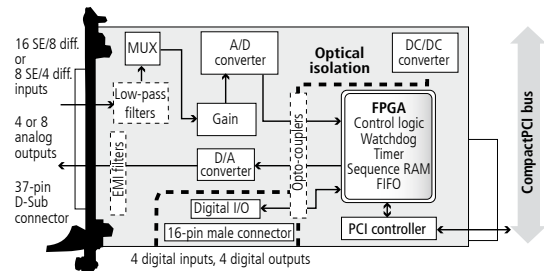 16 SE/8 diff.
or
8 SE/4 diff.
inputs
4 or 8
analog
outputs
37-pin
D-Sub
connector
MUX
Low-pass
filters
EMI filters
A/D
converter
Gain
D/A
converter
Digital I/O
16-pin male connector
4 digital inputs, 4 digital outputs
Optical
isolation
Opto-couplers
DC/DC
converter
FPGA
Control logic
Watchdog
Timer
Sequence RAM
FIFO
PCI controller
CompactPCI bus